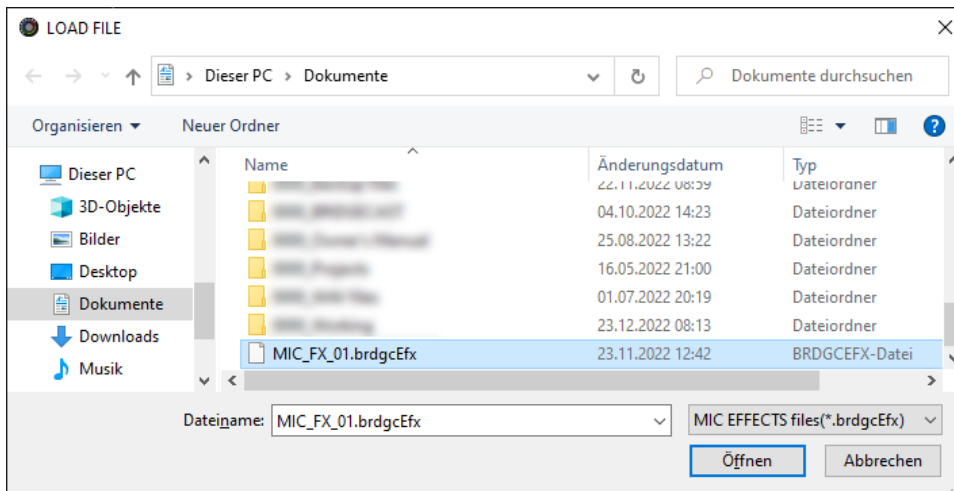 LOAD FILE
Dieser PC Dokumente
Dokumente durchsuchen
Organisieren Neuer Ordner
Name Änderungsdatum Typ
Dieser PC
3D-Objekte
Bilder
Desktop
Dokumente
Downloads
Musik
22.11.2022 08:59 Dateiordner
04.10.2022 14:23 Dateiordner
25.08.2022 13:22 Dateiordner
16.05.2022 21:00 Dateiordner
01.07.2022 20:19 Dateiordner
23.12.2022 08:13 Dateiordner
MIC_FX_01.brdgcEfx 23.11.2022 12:42 BRDGCEFX-Datei
Dateiname: MIC_FX_01.brdgcEfx MIC EFFECTS files(*.brdgcEfx)
Öffnen Abbrechen